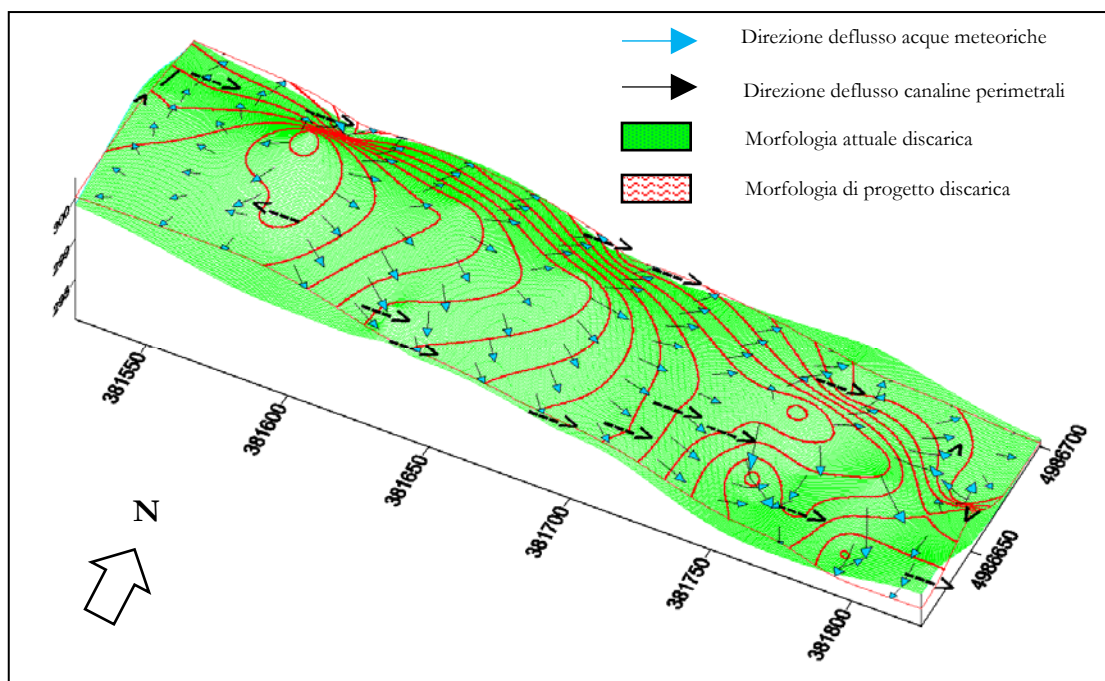 Direzione deflusso acque meteoriche
Direzione deflusso canaline perimetrali
Morfologia attuale discarica
Morfologia di progetto discarica
381550
381600
381650
381700
381750
381800
4986650
4986700
N